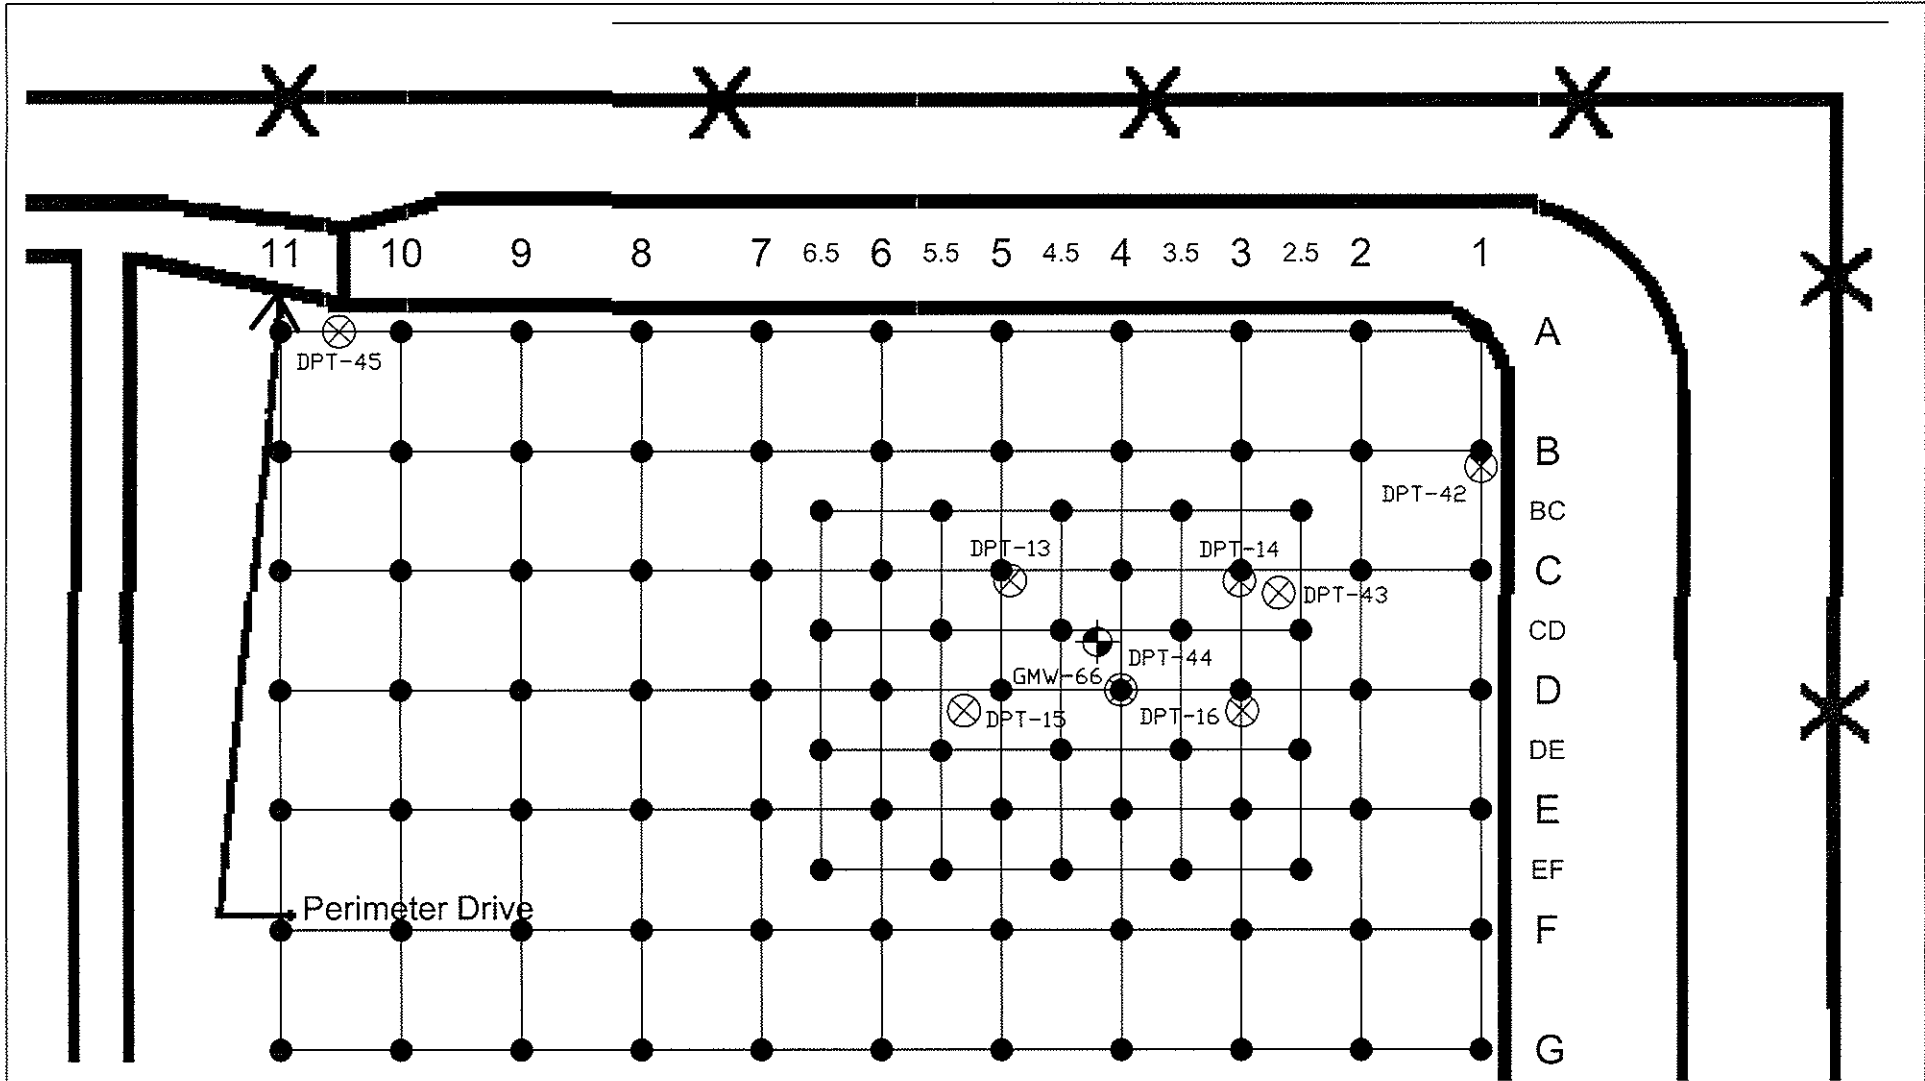 11 10 9 8 7 6.5 6 5.5 5 4.5 4 3.5 3 2.5 2 1
A
DPT-45
B
DPT-42
BC
DPT-13 DPT-14
C
DPT-43
CD
DPT-44
GMW-66
D
DPT-15 DPT-16
DE
E
EF
Perimeter Drive
F
G